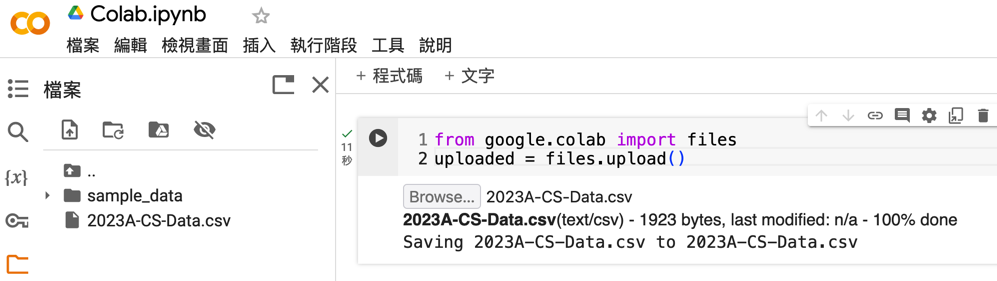 Colab.ipynb
檔案 編輯 檢視畫面 插入 執行階段 工具 說明
檔案
+ 程式碼 + 文字
{x}
..
sample_data
2023A-CS-Data.csv
11
秒
1 from google.colab import files
2 uploaded = files.upload()
Browse... 2023A-CS-Data.csv
2023A-CS-Data.csv(text/csv) - 1923 bytes, last modified: n/a - 100% done
Saving 2023A-CS-Data.csv to 2023A-CS-Data.csv